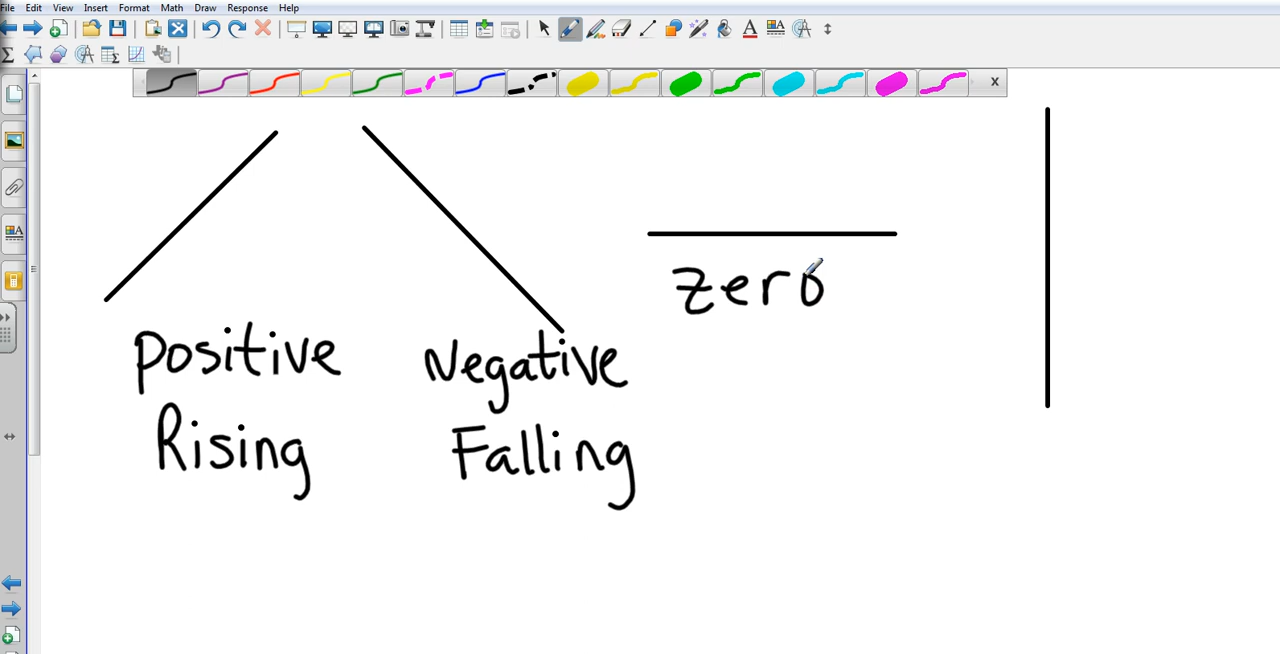 File Edit View Insert Format Math Draw Response Help
x
zero
Positive Negative
Rising Falling